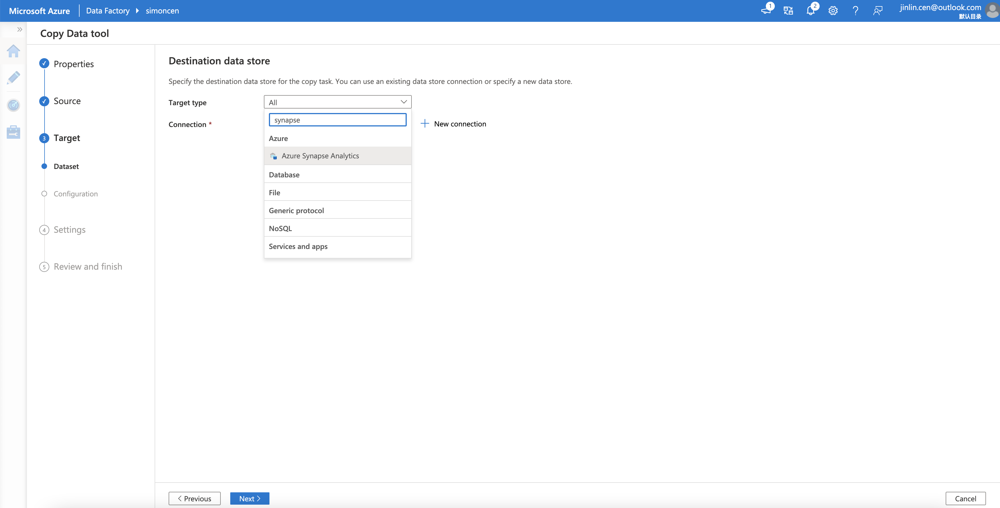 Microsoft Azure
Data Factory
simoncen
1
2
jinlin.cen@outlook.com
默认目录
Copy Data tool
Properties
Source
3 Target
Dataset
Configuration
4 Settings
5 Review and finish
Destination data store
Specify the destination data store for the copy task. You can use an existing data store connection or specify a new data store.
Target type
All
Connection *
synapse
New connection
Azure
Azure Synapse Analytics
Database
File
Generic protocol
NoSQL
Services and apps
Previous
Next
Cancel